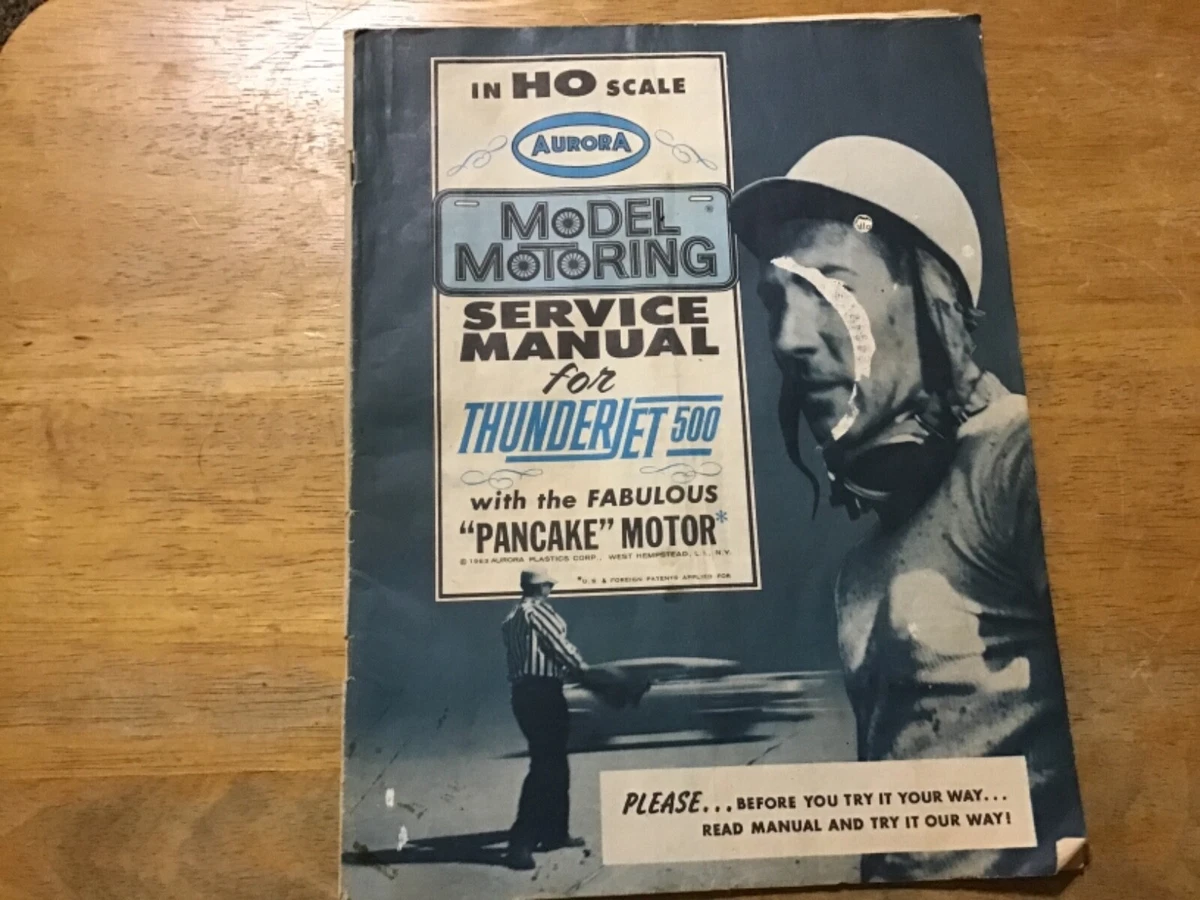 IN HO SCALE
AURORA
MODEL
MOTORING
SERVICE
MANUAL
for
THUNDERJET 500
with the FABULOUS
"PANCAKE" MOTOR*
© 1963 AURORA PLASTICS CORP., WEST HEMPSTEAD, L.I., N.Y.
*U.S. & FOREIGN PATENTS APPLIED FOR
PLEASE... BEFORE YOU TRY IT YOUR WAY...
READ MANUAL AND TRY IT OUR WAY!